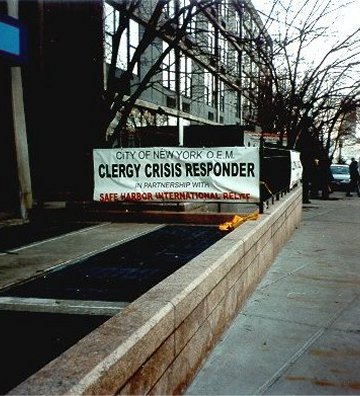 CITY OF NEW YORK O.E.M.
CLERGY CRISIS RESPONDER
IN PARTNERSHIP WITH
SAFE HARBOR INTERNATIONAL RELIEF